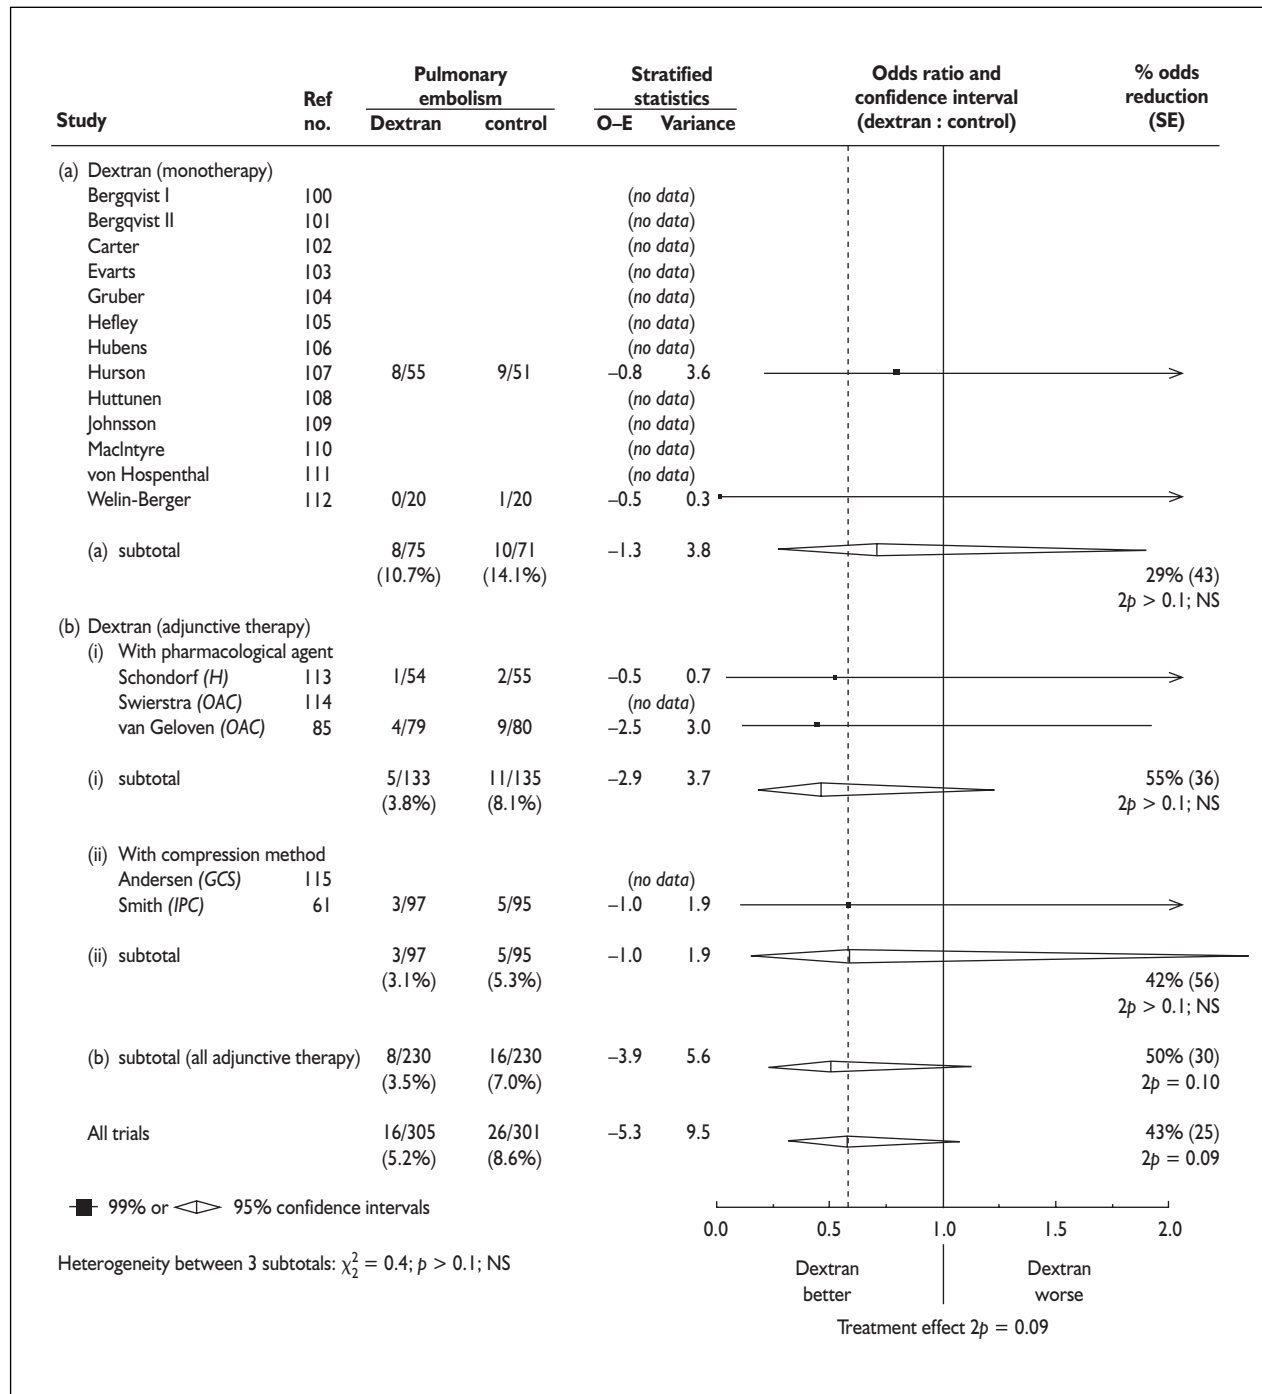 Study Ref no. Pulmonary embolism Stratified statistics Odds ratio and confidence interval (dextran : control) % odds reduction (SE)
Dextran control O–E Variance
(a) Dextran (monotherapy)
Bergqvist I 100 (no data)
Bergqvist II 101 (no data)
Carter 102 (no data)
Evarts 103 (no data)
Gruber 104 (no data)
Hefley 105 (no data)
Hubens 106 (no data)
Hurson 107 8/55 9/51 –0.8 3.6
Huttunen 108 (no data)
Johnsson 109 (no data)
MacIntyre 110 (no data)
von Hospenthal 111 (no data)
Welin-Berger 112 0/20 1/20 –0.5 0.3
(a) subtotal 8/75 10/71 –1.3 3.8
(10.7%) (14.1%) 29% (43)
2p > 0.1; NS
(b) Dextran (adjunctive therapy)
(i) With pharmacological agent
Schondorf (H) 113 1/54 2/55 –0.5 0.7
Swierstra (OAC) 114 (no data)
van Geloven (OAC) 85 4/79 9/80 –2.5 3.0
(i) subtotal 5/133 11/135 –2.9 3.7 55% (36)
(3.8%) (8.1%) 2p > 0.1; NS
(ii) With compression method
Andersen (GCS) 115 (no data)
Smith (IPC) 61 3/97 5/95 –1.0 1.9
(ii) subtotal 3/97 5/95 –1.0 1.9
(3.1%) (5.3%) 42% (56)
2p > 0.1; NS
(b) subtotal (all adjunctive therapy) 8/230 16/230 –3.9 5.6 50% (30)
(3.5%) (7.0%) 2p = 0.10
All trials 16/305 26/301 –5.3 9.5 43% (25)
(5.2%) (8.6%) 2p = 0.09
99% or 95% confidence intervals
0.0 0.5 1.0 1.5 2.0
Heterogeneity between 3 subtotals: χ²₂ = 0.4; p > 0.1; NS
Dextran better Dextran worse
Treatment effect 2p = 0.09